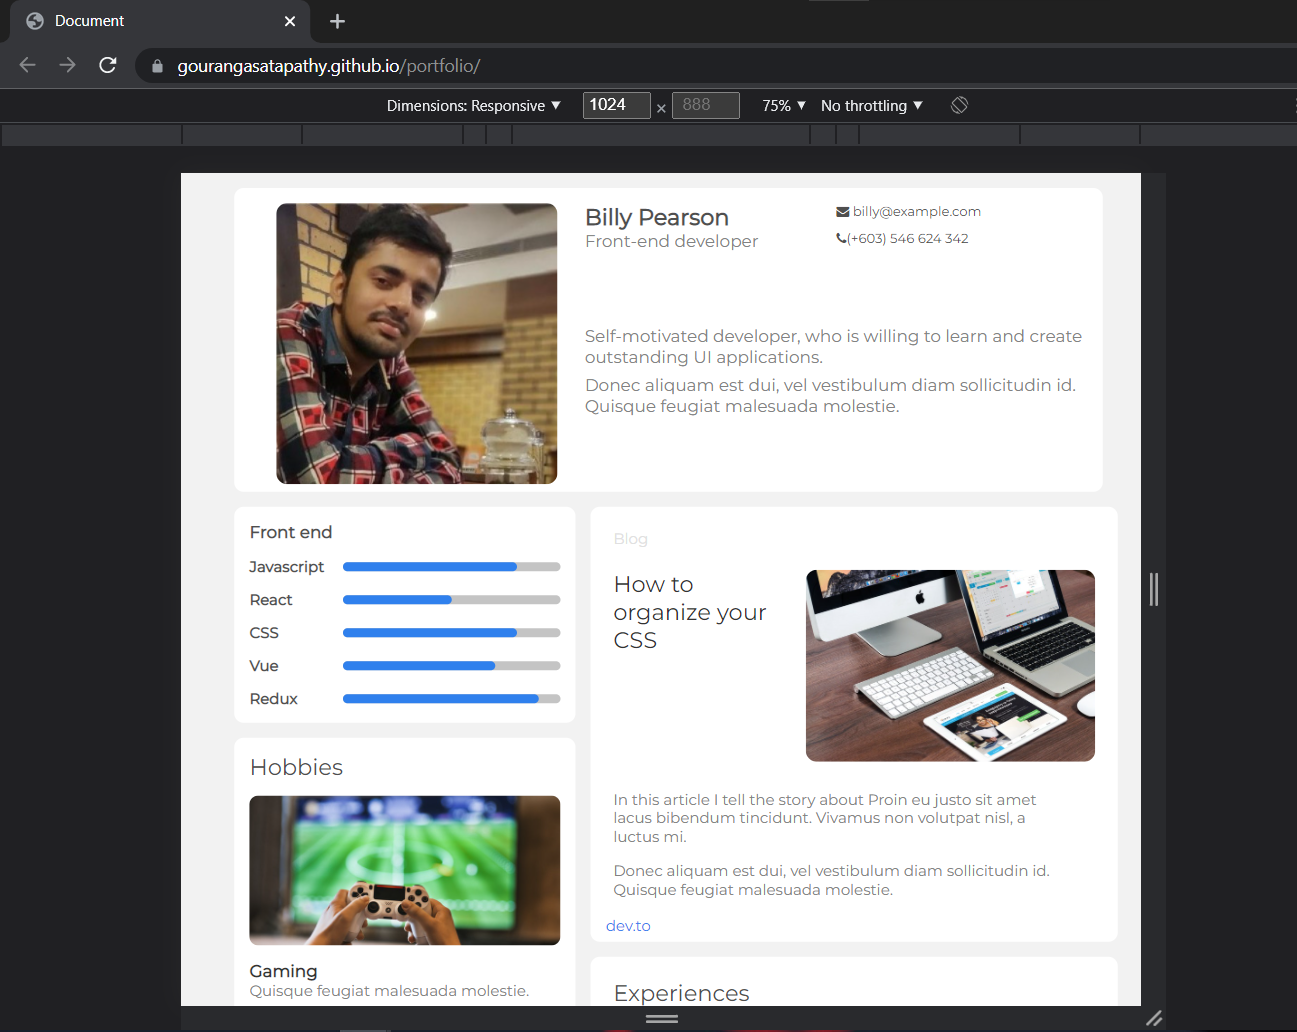 Document
gourangasatapathy.github.io/portfolio/
Dimensions: Responsive ▼ 1024 × 888 75% ▼ No throttling ▼
Billy Pearson
Front-end developer
billy@example.com
(+603) 546 624 342
Self-motivated developer, who is willing to learn and create
outstanding UI applications.
Donec aliquam est dui, vel vestibulum diam sollicitudin id.
Quisque feugiat malesuada molestie.
Front end
Javascript
React
CSS
Vue
Redux
Hobbies
Gaming
Quisque feugiat malesuada molestie.
Blog
How to
organize your
CSS
In this article I tell the story about Proin eu justo sit amet
lacus bibendum tincidunt. Vivamus non volutpat nisl, a
luctus mi.
Donec aliquam est dui, vel vestibulum diam sollicitudin id.
Quisque feugiat malesuada molestie.
dev.to
Experiences